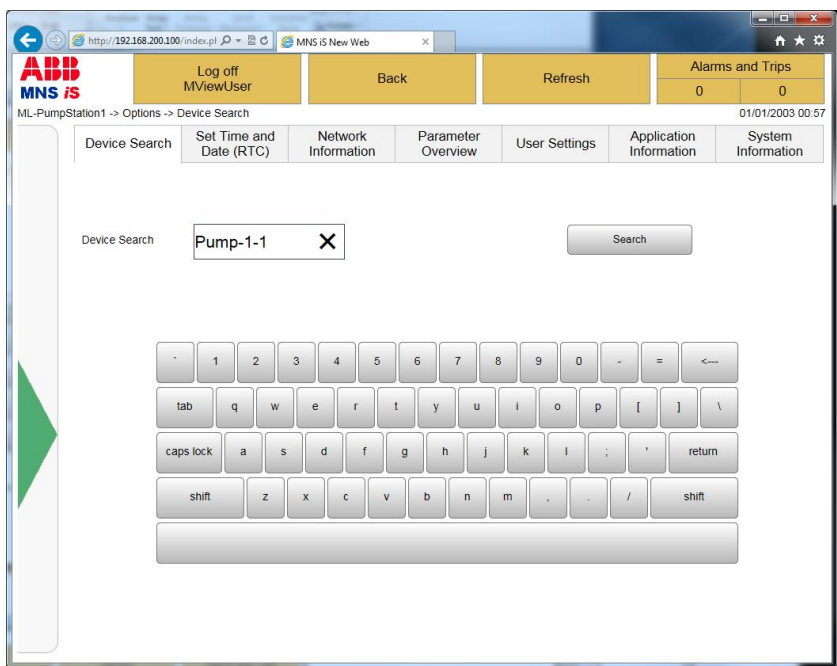 http://192.168.200.100/index.pl
MNS iS New Web
ABB
MNS iS
Log off
MViewUser
Back
Refresh
Alarms and Trips
0 0
ML-PumpStation1 -> Options -> Device Search
01/01/2003 00:57
Device Search
Set Time and
Date (RTC)
Network
Information
Parameter
Overview
User Settings
Application
Information
System
Information
Device Search
Pump-1-1
Search
` 1 2 3 4 5 6 7 8 9 0 - = <---
tab q w e r t y u i o p [ ] \
caps lock a s d f g h j k l ; ' return
shift z x c v b n m , . / shift